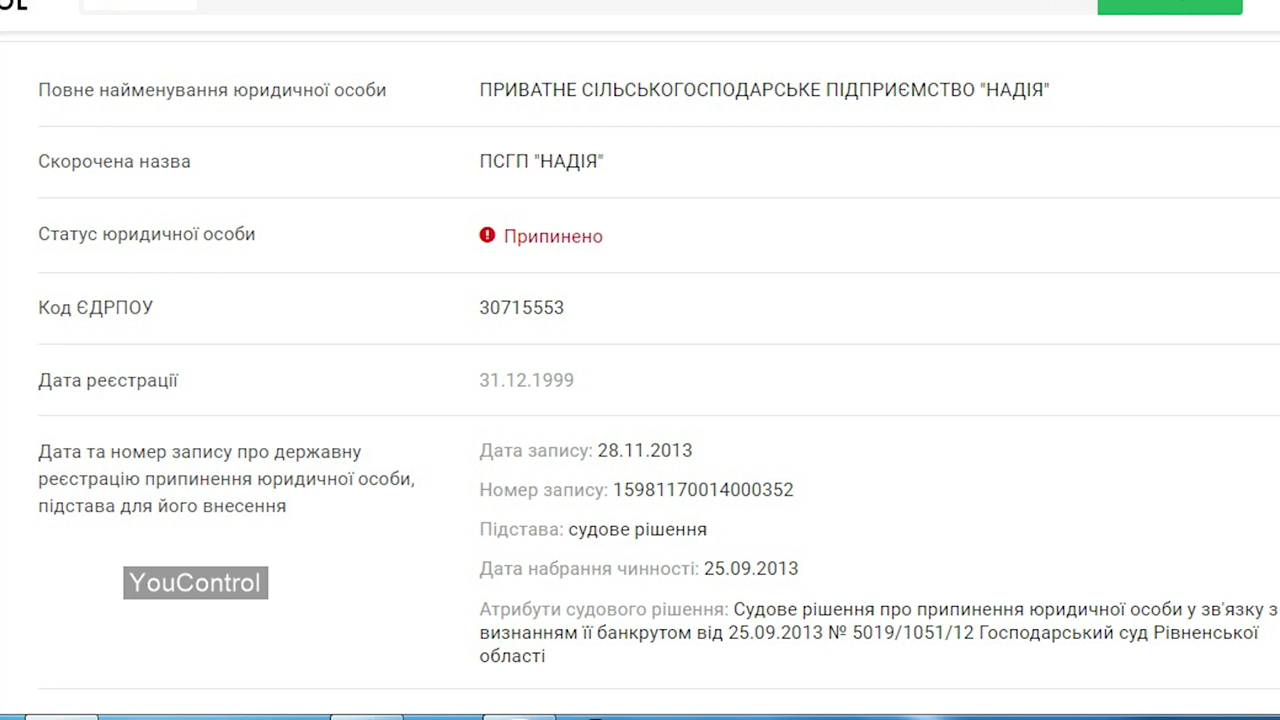 Повне найменування юридичної особи
ПРИВАТНЕ СІЛЬСЬКОГОСПОДАРСЬКЕ ПІДПРИЄМСТВО "НАДІЯ"
Скорочена назва
ПСГП "НАДІЯ"
Статус юридичної особи
Припинено
Код ЄДРПОУ
30715553
Дата реєстрації
31.12.1999
Дата та номер запису про державну
реєстрацію припинення юридичної особи,
підстава для його внесення
Дата запису: 28.11.2013
Номер запису: 15981170014000352
Підстава: судове рішення
Дата набрання чинності: 25.09.2013
Атрибути судового рішення: Судове рішення про припинення юридичної особи у зв'язку з
визнанням її банкрутом від 25.09.2013 № 5019/1051/12 Господарський суд Рівненської
області
YouControl